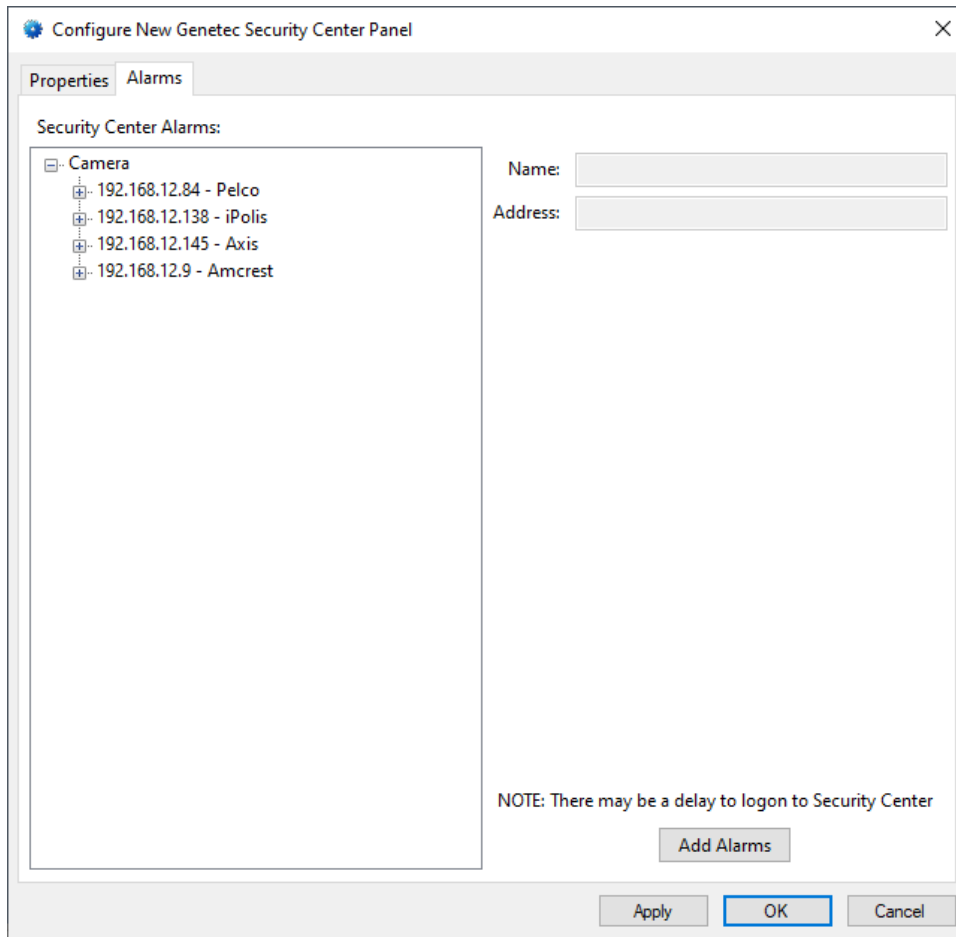 Configure New Genetec Security Center Panel
Properties
Alarms
Security Center Alarms:
Camera
192.168.12.84 - Pelco
192.168.12.138 - iPolis
192.168.12.145 - Axis
192.168.12.9 - Amcrest
Name:
Address:
NOTE: There may be a delay to logon to Security Center
Add Alarms
Apply
OK
Cancel